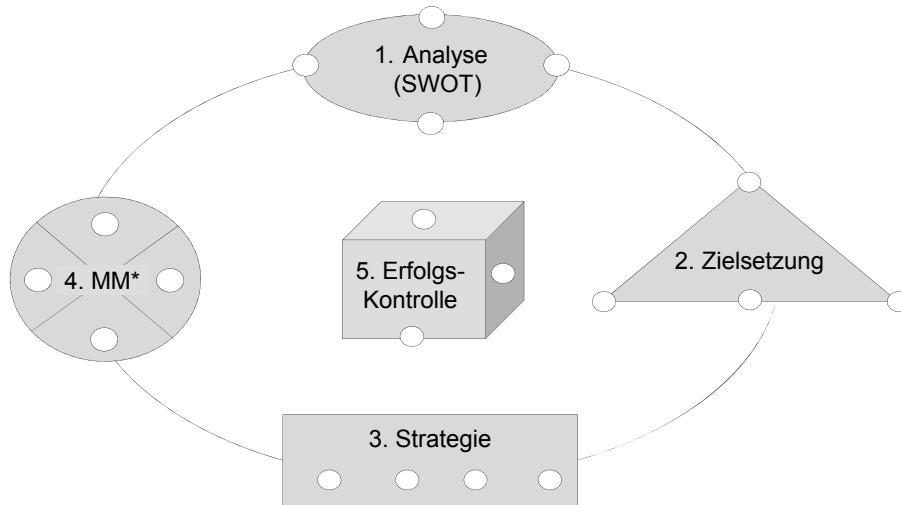 1. Analyse
(SWOT)
2. Zielsetzung
5. Erfolgs-
Kontrolle
4. MM*
3. Strategie